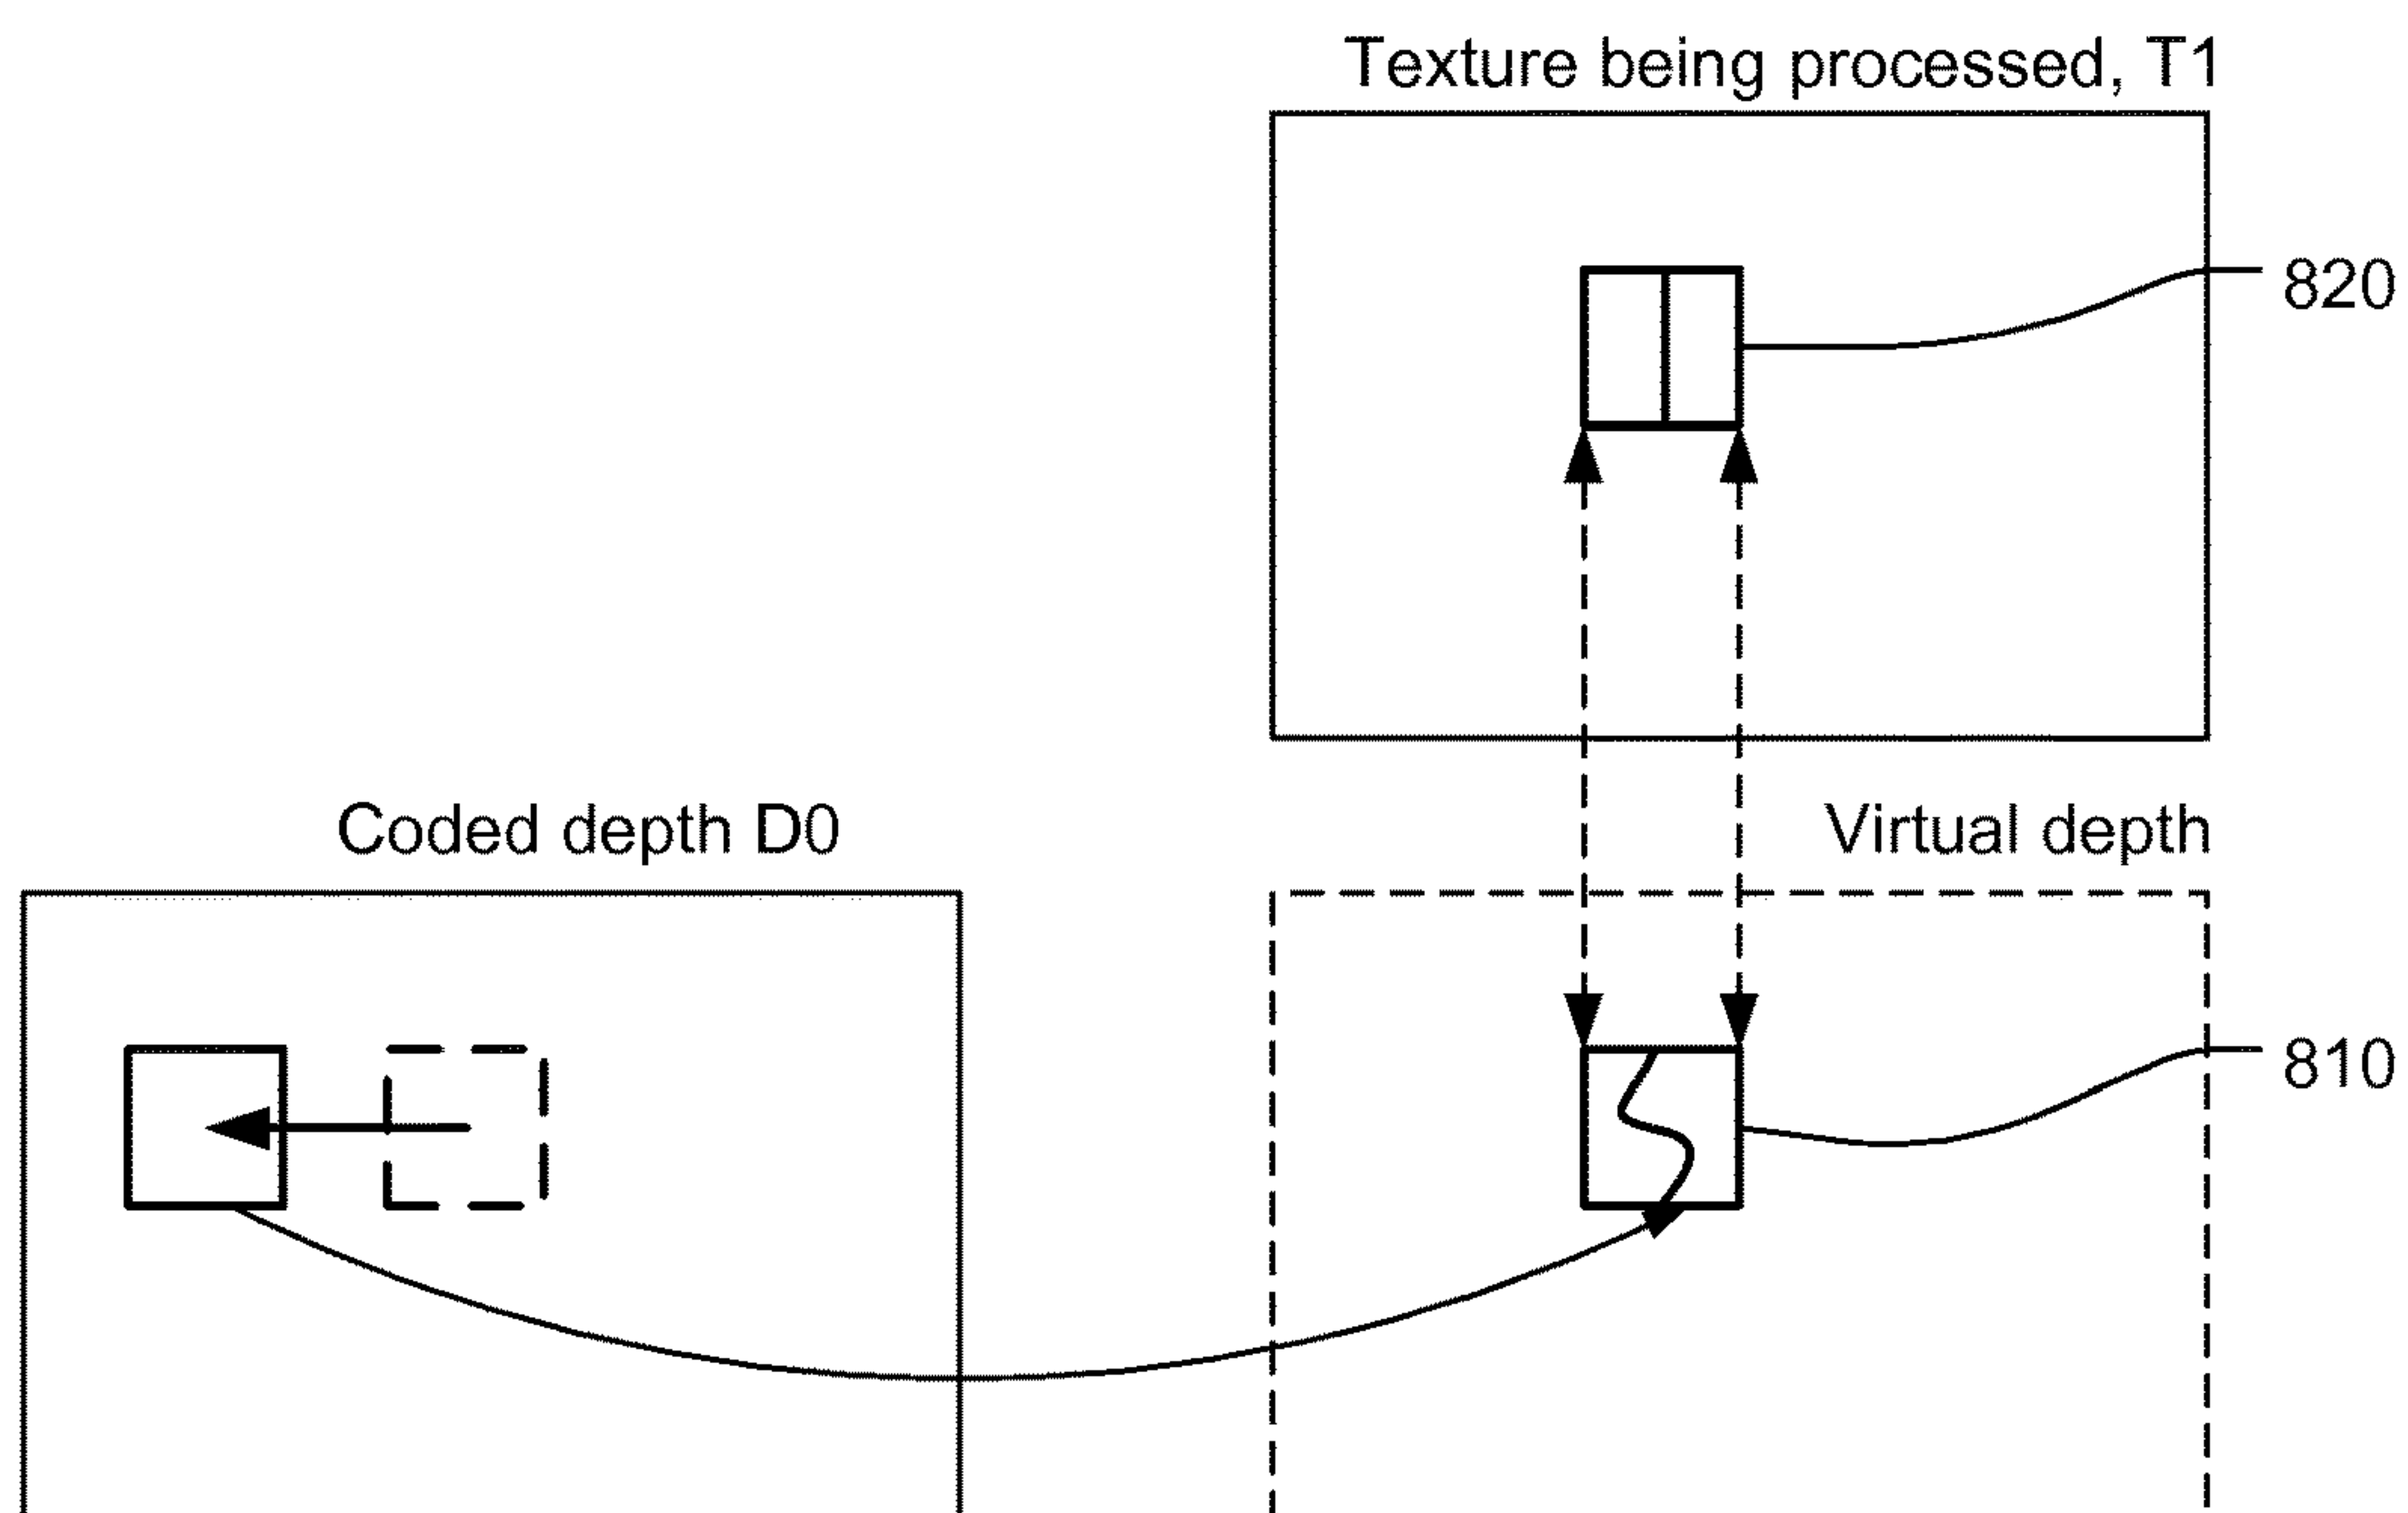 Texture being processed, T1
820
Coded depth D0
Virtual depth
810